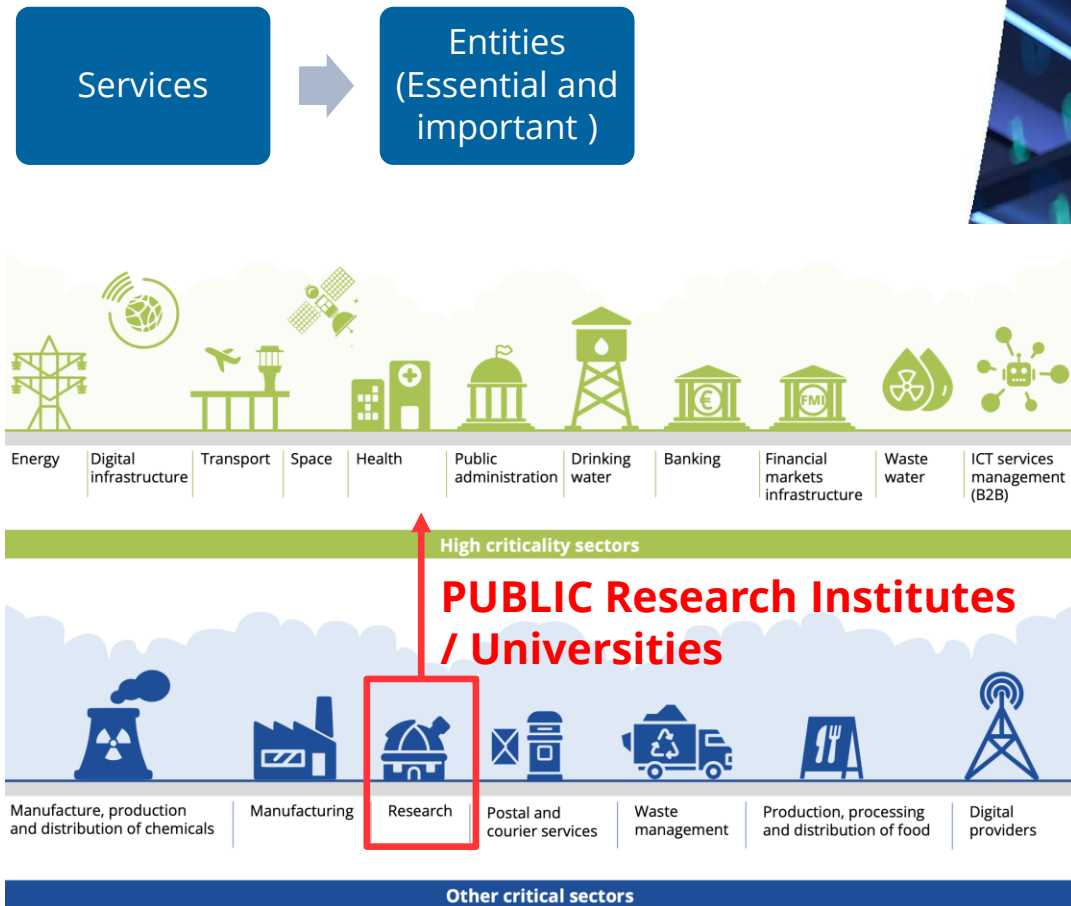 Services
Entities
(Essential and
important )
€
FMI
Energy
Digital
infrastructure
Transport
Space
Health
Public
administration
Drinking
water
Banking
Financial
markets
infrastructure
Waste
water
ICT services
management
(B2B)
High criticality sectors
PUBLIC Research Institutes
/ Universities
Manufacture, production
and distribution of chemicals
Manufacturing
Research
Postal and
courier services
Waste
management
Production, processing
and distribution of food
Digital
providers
Other critical sectors